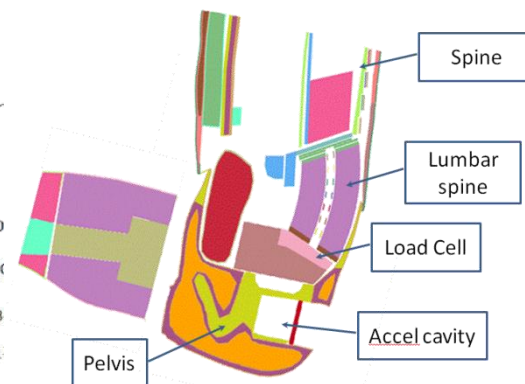 Spine
Lumbar
spine
Load Cell
Accel cavity
Pelvis